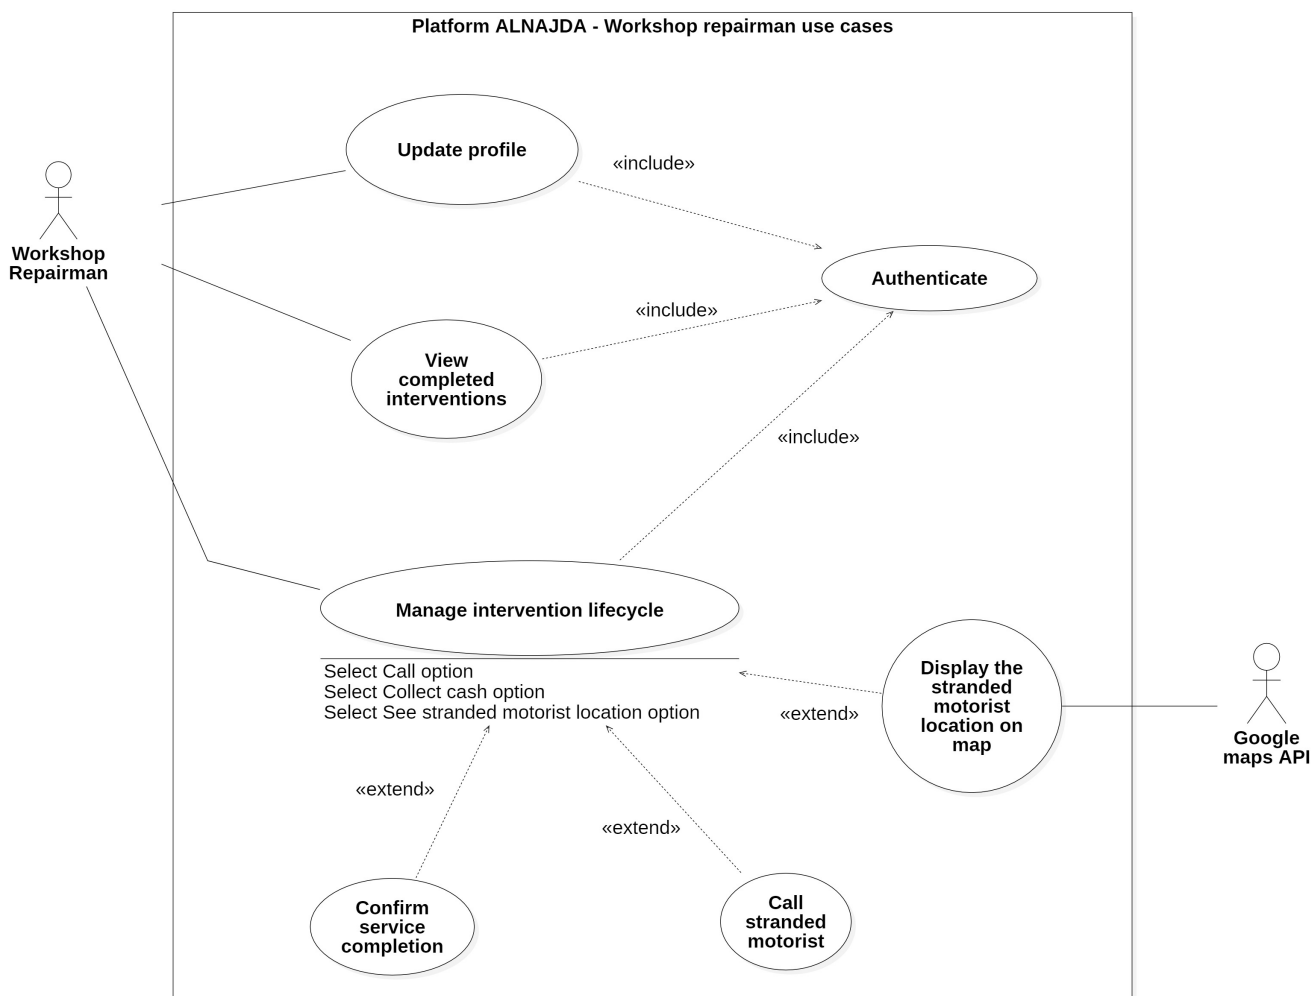 Platform ALNAJDA - Workshop repairman use cases
Update profile
«include»
Workshop
Repairman
Authenticate
«include»
View
completed
interventions
«include»
Manage intervention lifecycle
Select Call option
Select Collect cash option
Select See stranded motorist location option
Display the
stranded
motorist
location on
map
«extend»
Google
maps API
«extend»
«extend»
Confirm
service
completion
Call
stranded
motorist